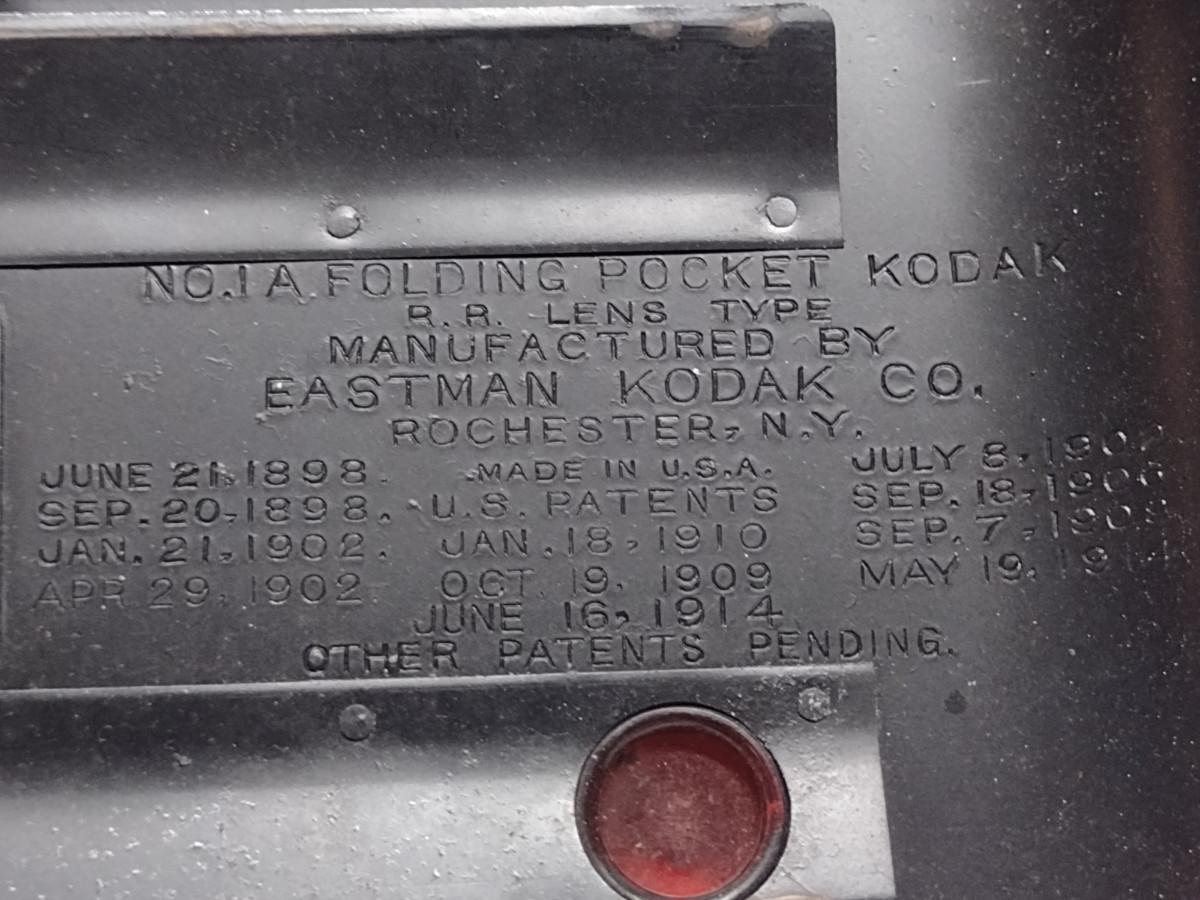 NO. 1A. FOLDING POCKET KODAK
R.R. LENS TYPE
MANUFACTURED BY
EASTMAN KODAK CO.
ROCHESTER, N.Y.
JUNE 21, 1898. MADE IN U.S.A. JULY 8, 1902
SEP. 20, 1898. U.S. PATENTS SEP. 18, 1906
JAN. 21, 1902. JAN. 18, 1910 SEP. 7,
APR 29, 1902 OCT. 19. 1909 MAY 19.
JUNE 16, 1914
OTHER PATENTS PENDING.